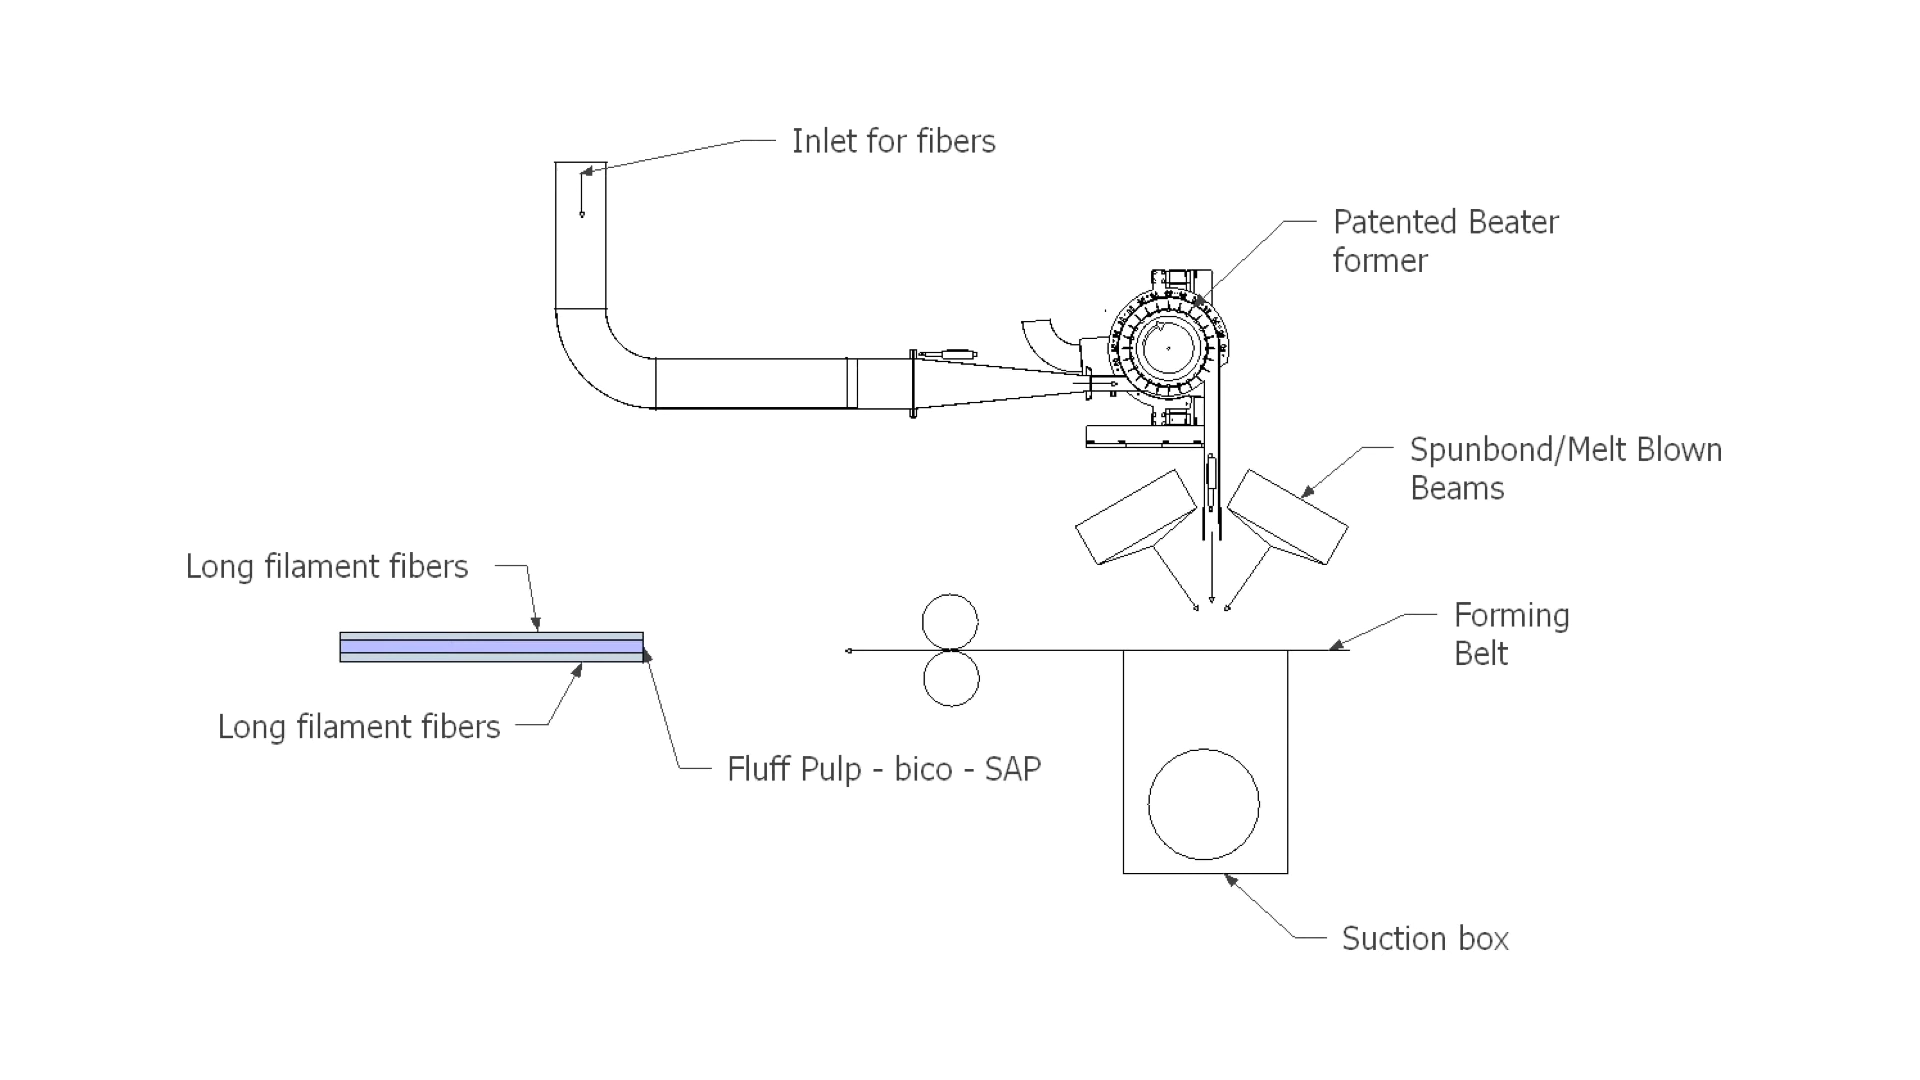 Inlet for fibers
Patented Beater
former
Spunbond/Melt Blown
Beams
Long filament fibers
Forming
Belt
Long filament fibers
Fluff Pulp - bico - SAP
Suction box